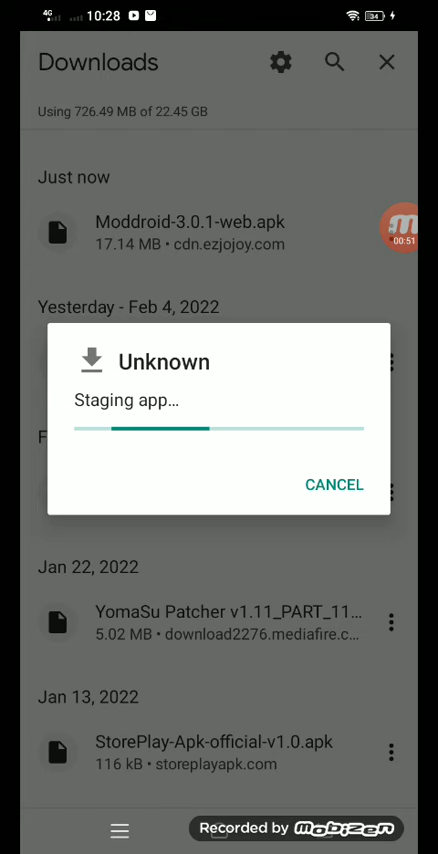 4G
10:28
34
Downloads
Using 726.49 MB of 22.45 GB
Just now
Moddroid-3.0.1-web.apk
17.14 MB • cdn.ezjojoy.com
00:51
Yesterday - Feb 4, 2022
Unknown
Staging app...
F
CANCEL
Jan 22, 2022
YomaSu Patcher v1.11_PART_11...
5.02 MB • download2276.mediafire.c...
Jan 13, 2022
StorePlay-Apk-official-v1.0.apk
116 kB • storeplayapk.com
Recorded by mobizen